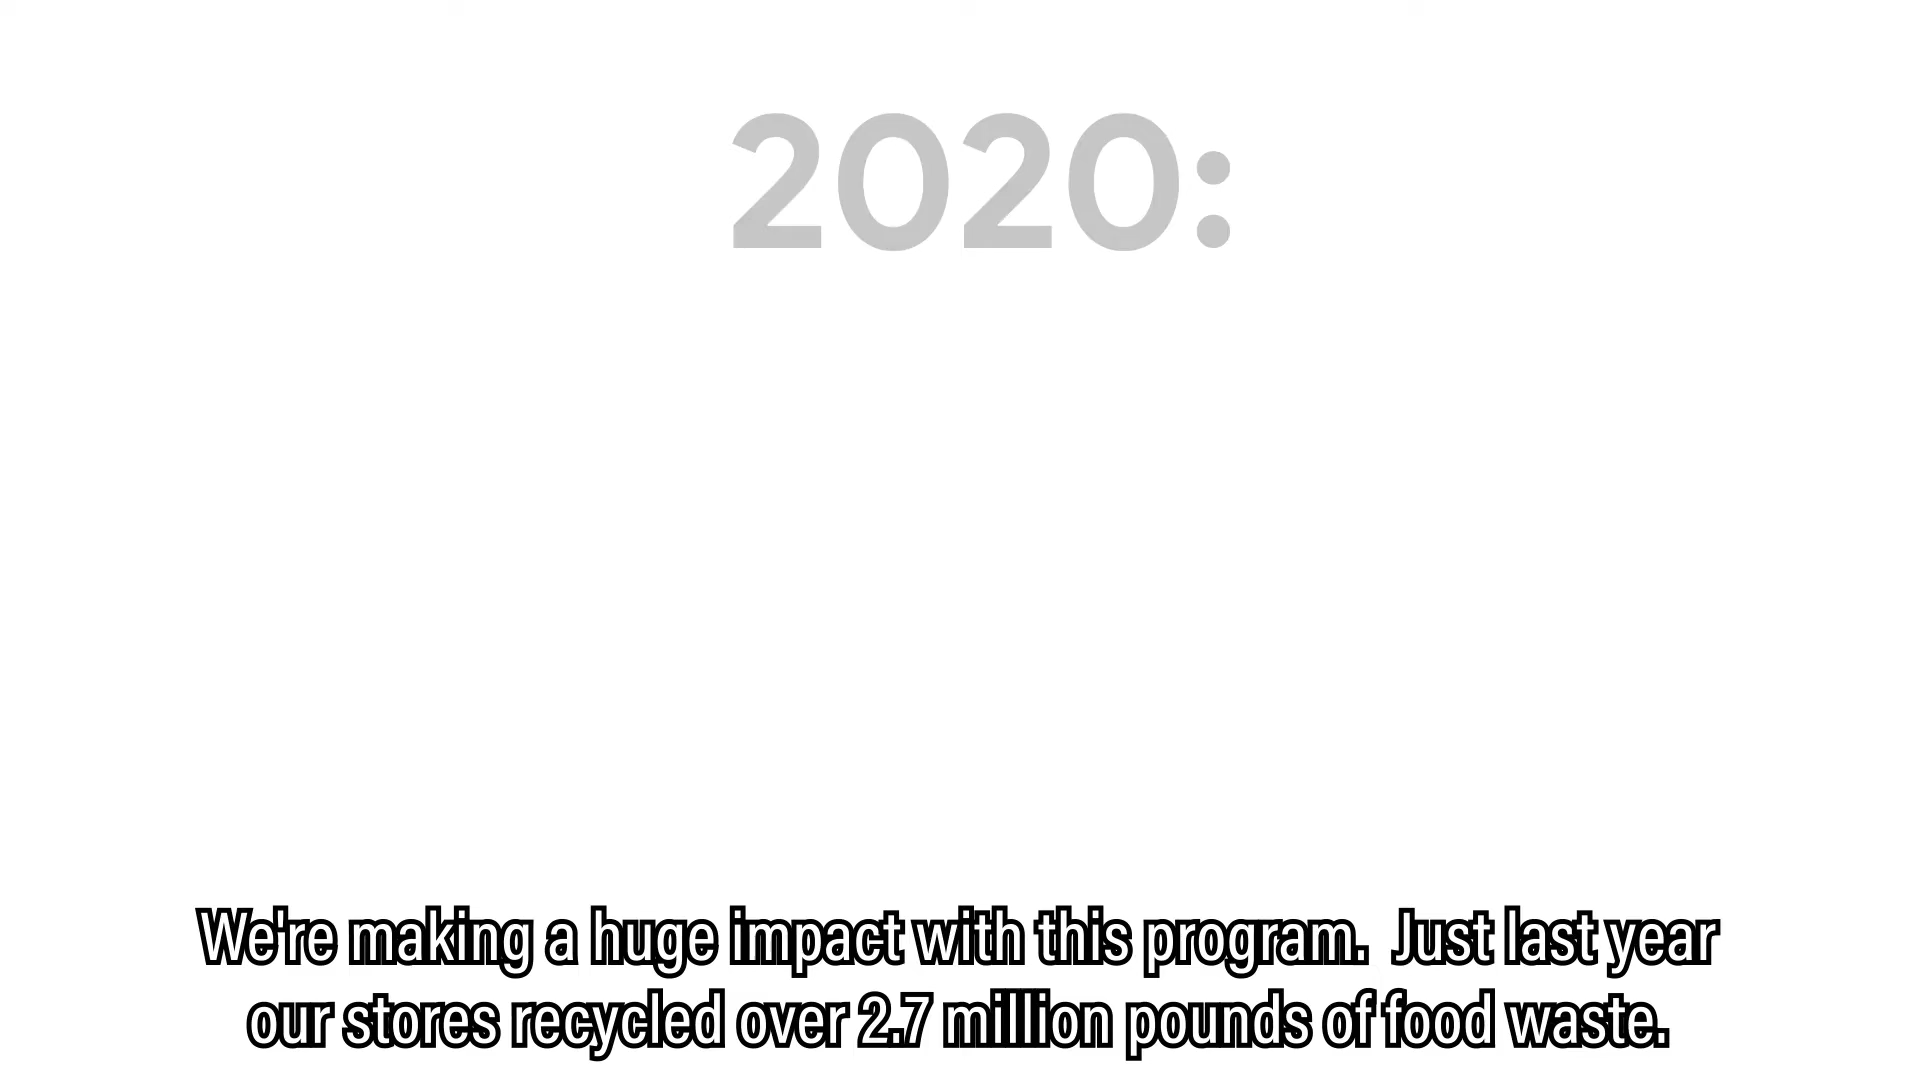 2020:
We're making a huge impact with this program.  Just last year
our stores recycled over 2.7 million pounds of food waste.